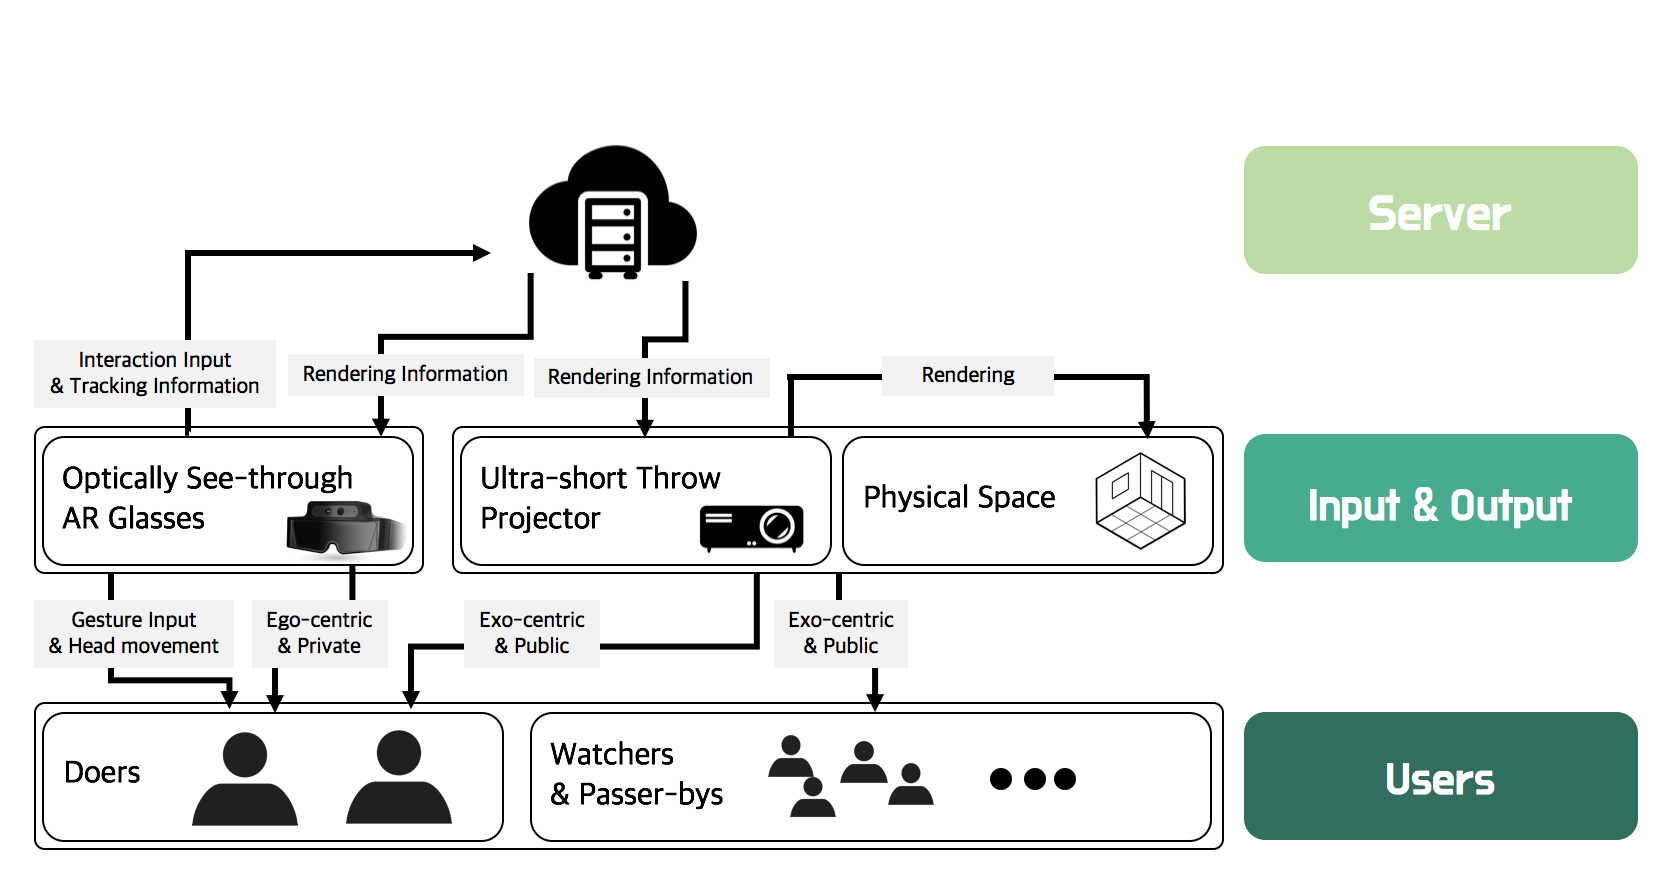 Server
Interaction Input
& Tracking Information
Rendering Information
Rendering Information
Rendering
Optically See-through
AR Glasses
Ultra-short Throw
Projector
Physical Space
Input & Output
Gesture Input
& Head movement
Ego-centric
& Private
Exo-centric
& Public
Exo-centric
& Public
Doers
Watchers
& Passer-bys
Users